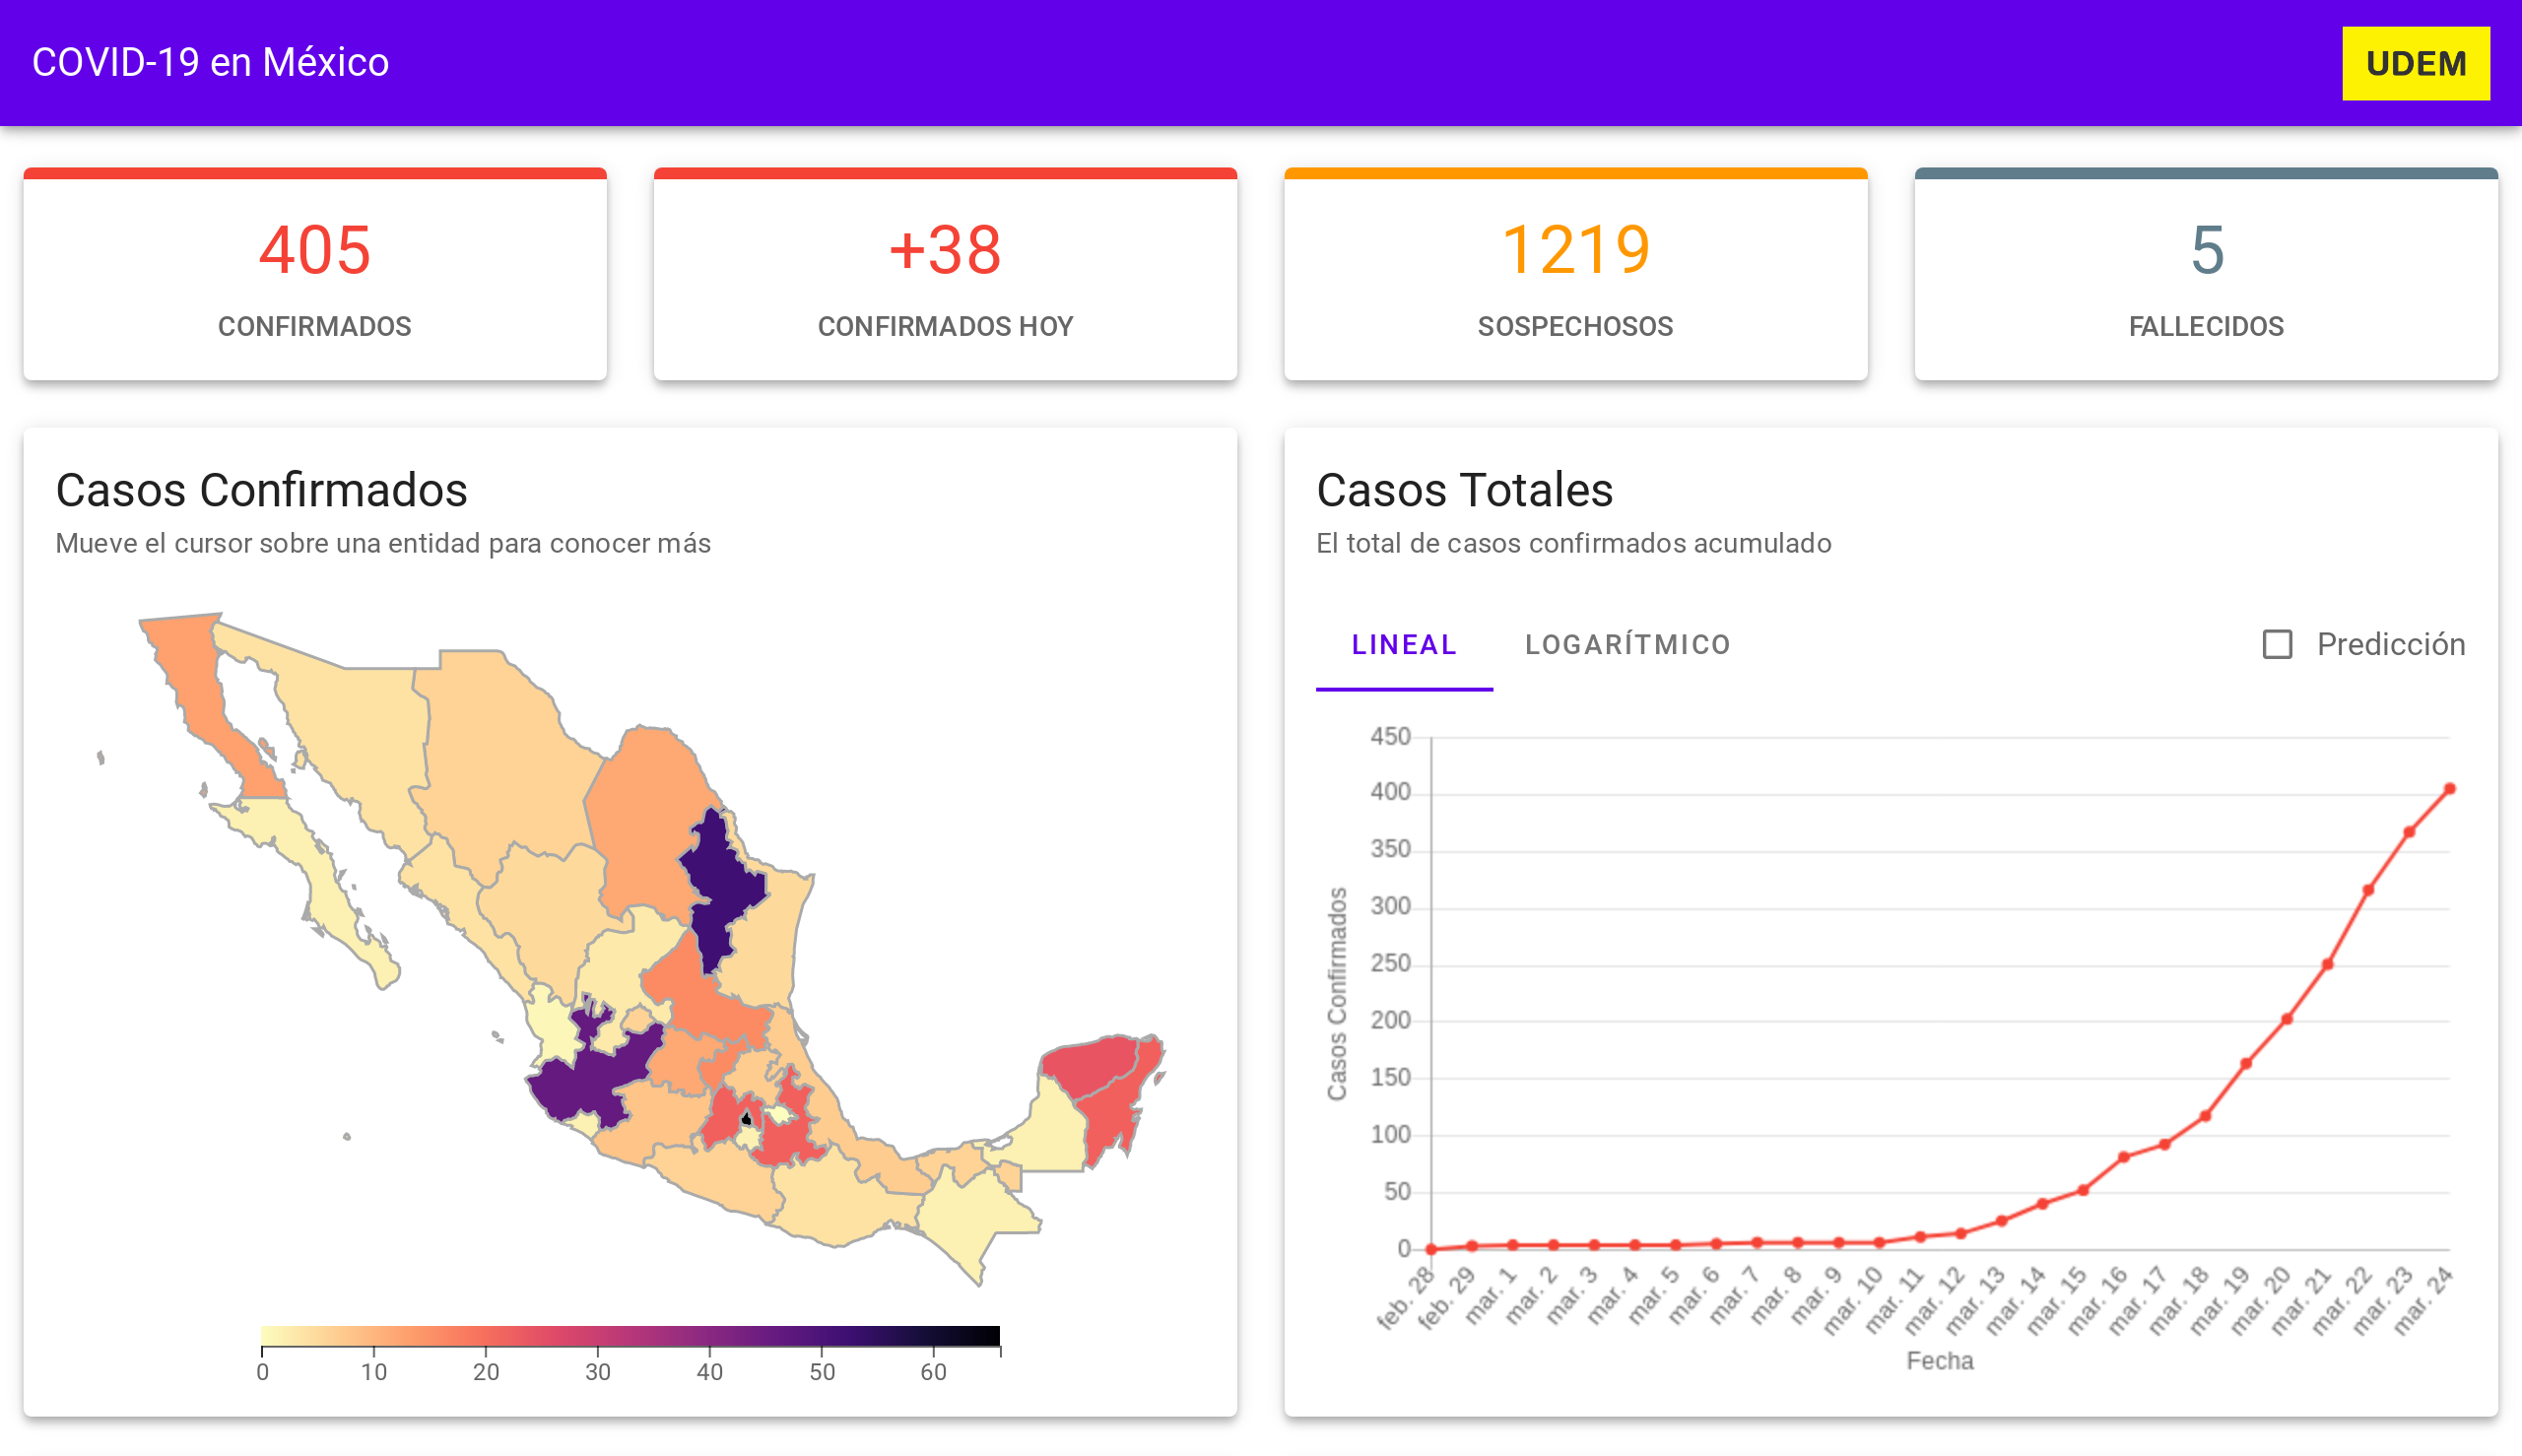 COVID-19 en México
UDEM
405
CONFIRMADOS
+38
CONFIRMADOS HOY
1219
SOSPECHOSOS
5
FALLECIDOS
Casos Confirmados
Mueve el cursor sobre una entidad para conocer más
0 10 20 30 40 50 60
Casos Totales
El total de casos confirmados acumulado
LINEAL LOGARÍTMICO Predicción
Casos Confirmados
450
400
350
300
250
200
150
100
50
0
feb. 28 feb. 29 mar. 1 mar. 2 mar. 3 mar. 4 mar. 5 mar. 6 mar. 7 mar. 8 mar. 9 mar. 10 mar. 11 mar. 12 mar. 13 mar. 14 mar. 15 mar. 16 mar. 17 mar. 18 mar. 19 mar. 20 mar. 21 mar. 22 mar. 23 mar. 24
Fecha